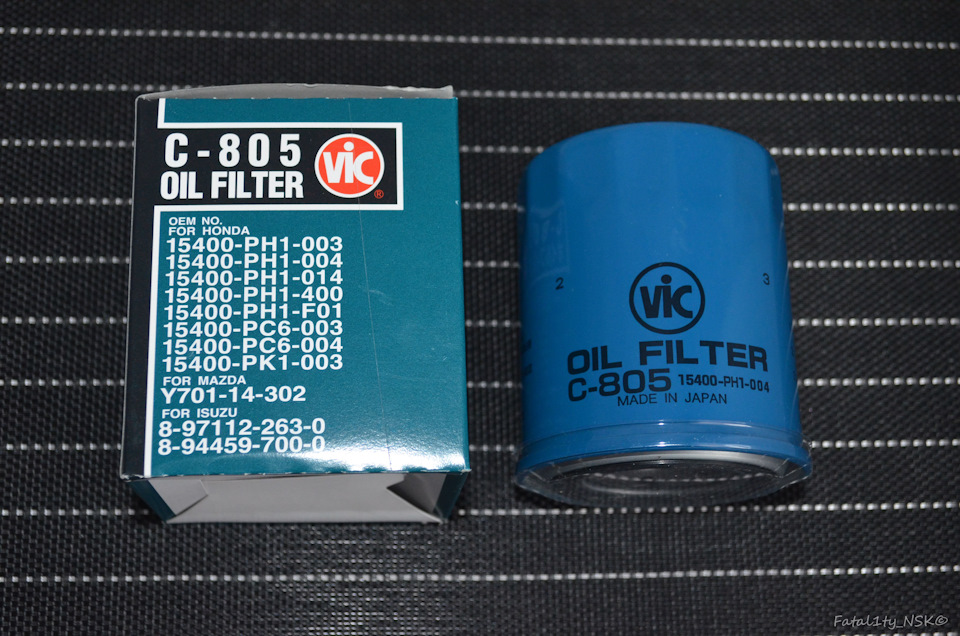 C-805
OIL FILTER
VIC
®
OEM NO.
FOR HONDA
15400-PH1-003
15400-PH1-004
15400-PH1-014
15400-PH1-400
15400-PH1-F01
15400-PC6-003
15400-PC6-004
15400-PK1-003
FOR MAZDA
Y701-14-302
FOR ISUZU
8-97112-263-0
8-94459-700-0
2
3
VIC
OIL FILTER
C-805 15400-PH1-004
MADE IN JAPAN
Fatal1ty_NSK©